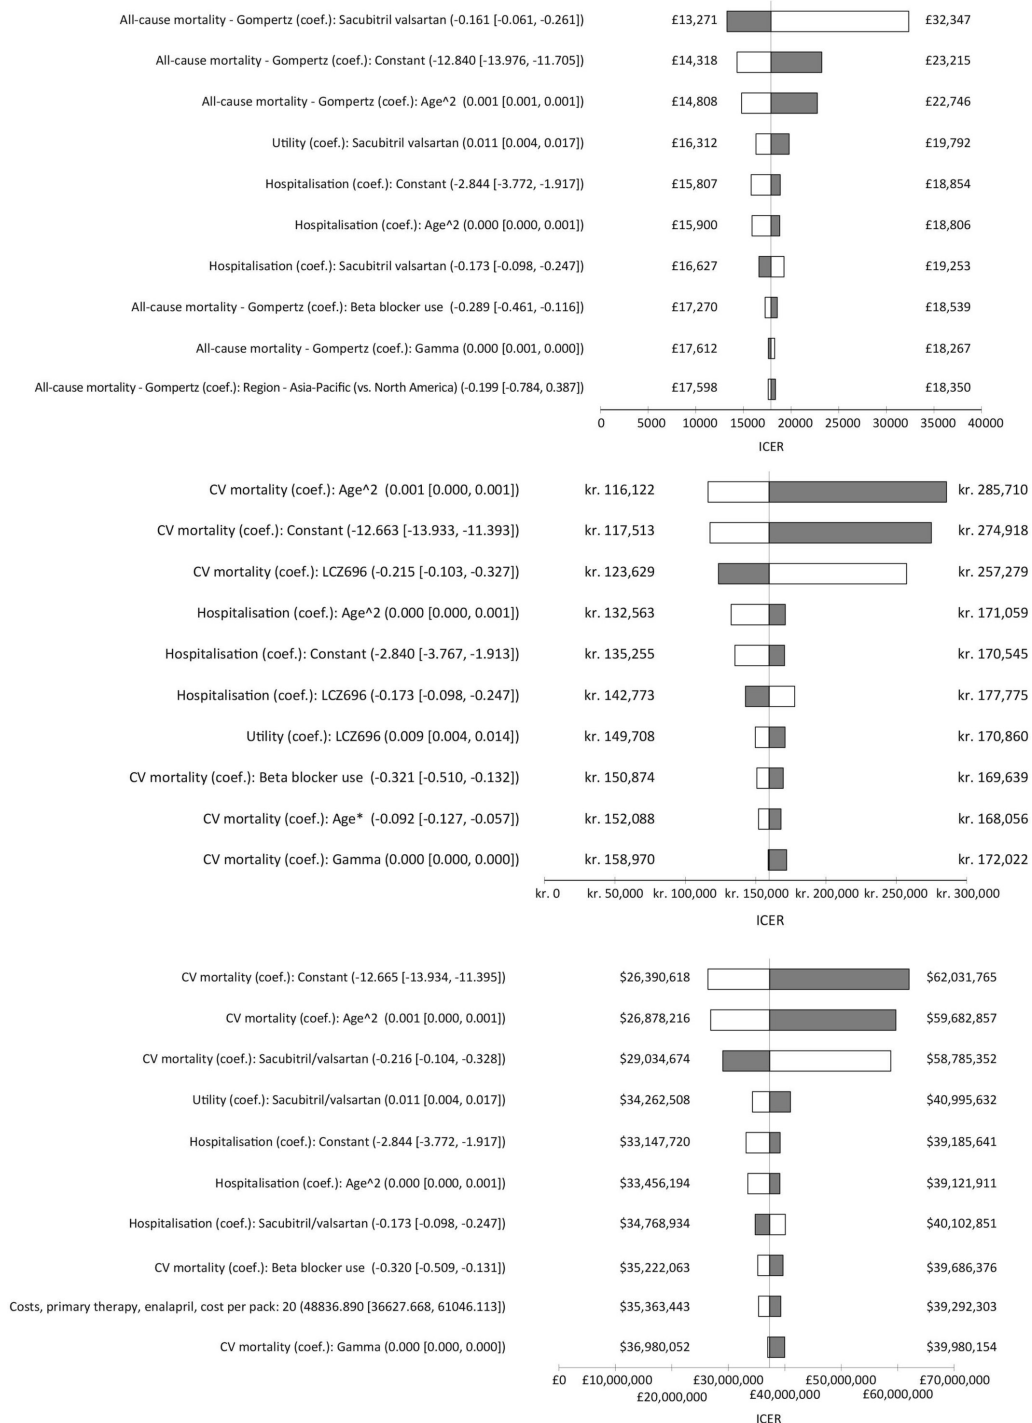 All-cause mortality - Gompertz (coef.): Sacubitril valsartan (-0.161 [-0.061, -0.261]) £13,271 £32,347
All-cause mortality - Gompertz (coef.): Constant (-12.840 [-13.976, -11.705]) £14,318 £23,215
All-cause mortality - Gompertz (coef.): Age^2 (0.001 [0.001, 0.001]) £14,808 £22,746
Utility (coef.): Sacubitril valsartan (0.011 [0.004, 0.017]) £16,312 £19,792
Hospitalisation (coef.): Constant (-2.844 [-3.772, -1.917]) £15,807 £18,854
Hospitalisation (coef.): Age^2 (0.000 [0.000, 0.001]) £15,900 £18,806
Hospitalisation (coef.): Sacubitril valsartan (-0.173 [-0.098, -0.247]) £16,627 £19,253
All-cause mortality - Gompertz (coef.): Beta blocker use (-0.289 [-0.461, -0.116]) £17,270 £18,539
All-cause mortality - Gompertz (coef.): Gamma (0.000 [0.001, 0.000]) £17,612 £18,267
All-cause mortality - Gompertz (coef.): Region - Asia-Pacific (vs. North America) (-0.199 [-0.784, 0.387]) £17,598 £18,350
0 5000 10000 15000 20000 25000 30000 35000 40000
ICER
CV mortality (coef.): Age^2 (0.001 [0.000, 0.001]) kr. 116,122 kr. 285,710
CV mortality (coef.): Constant (-12.663 [-13.933, -11.393]) kr. 117,513 kr. 274,918
CV mortality (coef.): LCZ696 (-0.215 [-0.103, -0.327]) kr. 123,629 kr. 257,279
Hospitalisation (coef.): Age^2 (0.000 [0.000, 0.001]) kr. 132,563 kr. 171,059
Hospitalisation (coef.): Constant (-2.840 [-3.767, -1.913]) kr. 135,255 kr. 170,545
Hospitalisation (coef.): LCZ696 (-0.173 [-0.098, -0.247]) kr. 142,773 kr. 177,775
Utility (coef.): LCZ696 (0.009 [0.004, 0.014]) kr. 149,708 kr. 170,860
CV mortality (coef.): Beta blocker use (-0.321 [-0.510, -0.132]) kr. 150,874 kr. 169,639
CV mortality (coef.): Age* (-0.092 [-0.127, -0.057]) kr. 152,088 kr. 168,056
CV mortality (coef.): Gamma (0.000 [0.000, 0.000]) kr. 158,970 kr. 172,022
kr. 0 kr. 50,000 kr. 100,000 kr. 150,000 kr. 200,000 kr. 250,000 kr. 300,000
ICER
CV mortality (coef.): Constant (-12.665 [-13.934, -11.395]) $26,390,618 $62,031,765
CV mortality (coef.): Age^2 (0.001 [0.000, 0.001]) $26,878,216 $59,682,857
CV mortality (coef.): Sacubitril/valsartan (-0.216 [-0.104, -0.328]) $29,034,674 $58,785,352
Utility (coef.): Sacubitril/valsartan (0.011 [0.004, 0.017]) $34,262,508 $40,995,632
Hospitalisation (coef.): Constant (-2.844 [-3.772, -1.917]) $33,147,720 $39,185,641
Hospitalisation (coef.): Age^2 (0.000 [0.000, 0.001]) $33,456,194 $39,121,911
Hospitalisation (coef.): Sacubitril/valsartan (-0.173 [-0.098, -0.247]) $34,768,934 $40,102,851
CV mortality (coef.): Beta blocker use (-0.320 [-0.509, -0.131]) $35,222,063 $39,686,376
Costs, primary therapy, enalapril, cost per pack: 20 (48836.890 [36627.668, 61046.113]) $35,363,443 $39,292,303
CV mortality (coef.): Gamma (0.000 [0.000, 0.000]) $36,980,052 $39,980,154
£0 £10,000,000 £30,000,000 £50,000,000 £70,000,000
£20,000,000 £40,000,000 £60,000,000
ICER